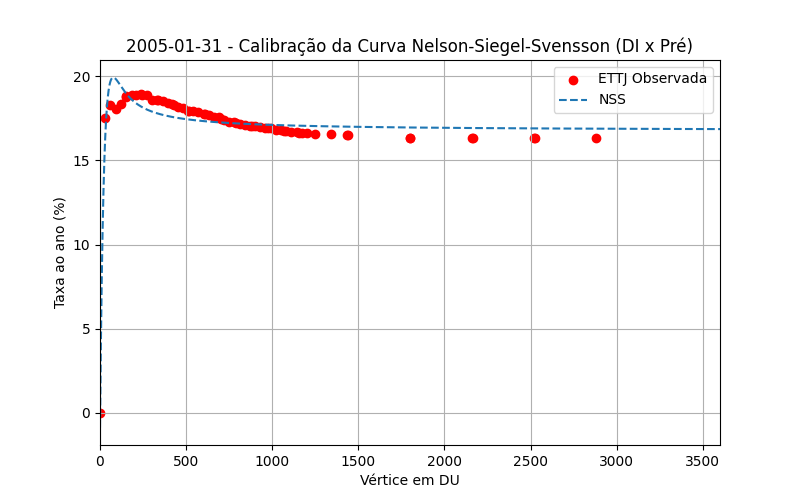 2005-01-31 - Calibração da Curva Nelson-Siegel-Svensson (DI x Pré)
ETTJ Observada
NSS
Taxa ao ano (%)
20
15
10
5
0
0 500 1000 1500 2000 2500 3000 3500
Vértice em DU